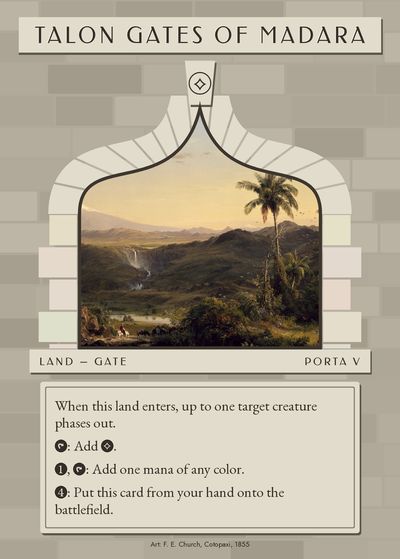 TALON GATES OF MADARA
LAND – GATE
PORTA V
When this land enters, up to one target creature
phases out.
: Add .
1, : Add one mana of any color.
4: Put this card from your hand onto the
battlefield.
Art: F. E. Church, Cotopaxi, 1855